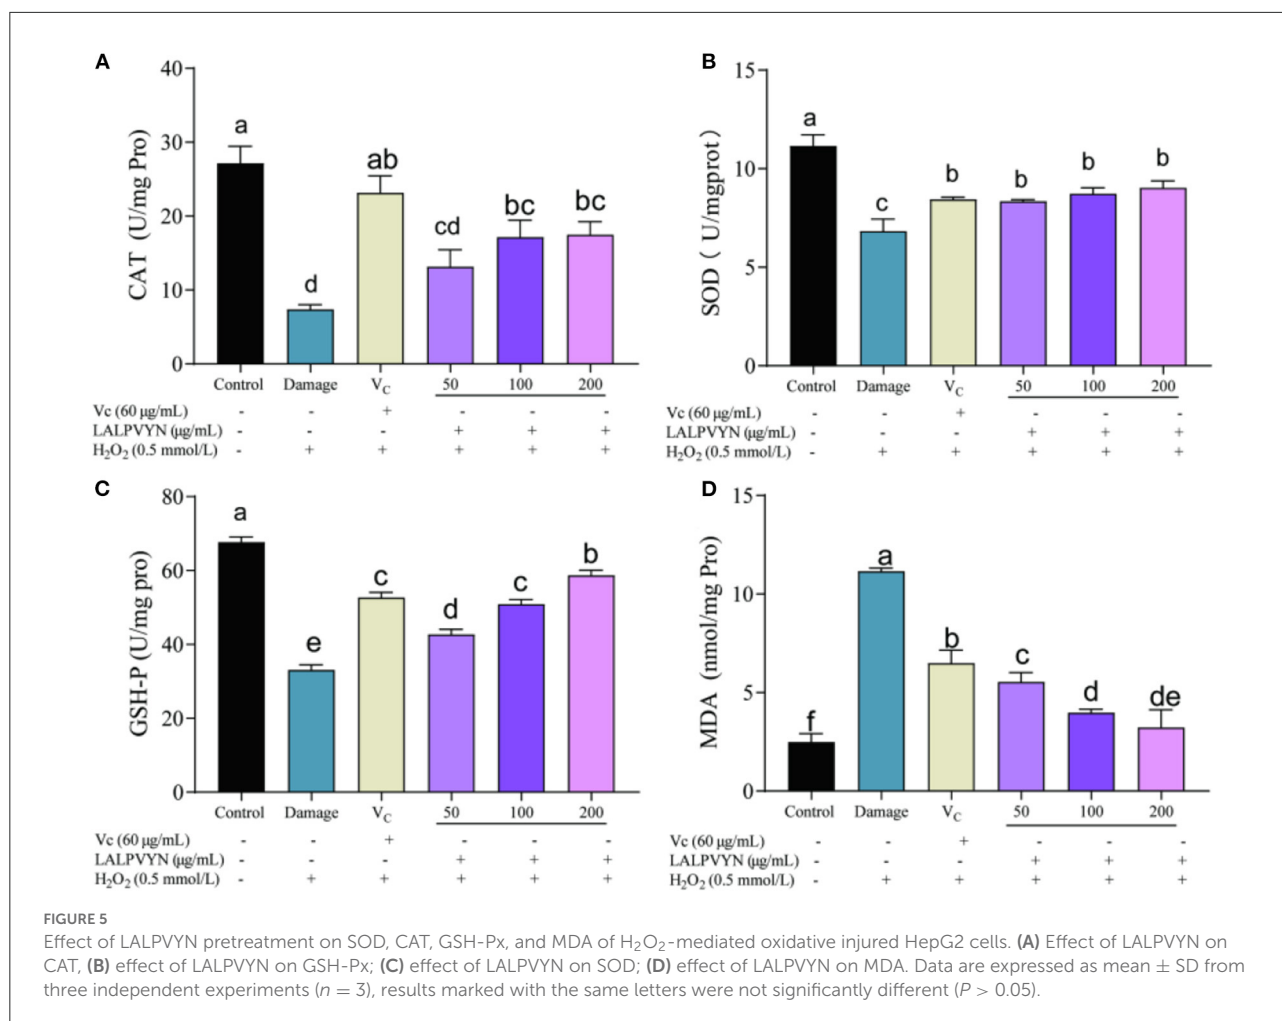 A
CAT (U/mg Pro)
40
30
20
10
0
a
d
ab
cd
bc
bc
Control Damage VC 50 100 200
Vc (60 μg/mL) - - + - - -
LALPVYN (μg/mL) - - - + + +
H2O2 (0.5 mmol/L) - + + + + +
B
SOD ( U/mgprot)
15
10
5
0
a
c
b
b
b
b
Control Damage VC 50 100 200
Vc (60 μg/mL) - - + - - -
LALPVYN (μg/mL) - - - + + +
H2O2 (0.5 mmol/L) - + + + + +
C
GSH-P (U/mg pro)
80
60
40
20
0
a
e
c
d
c
b
Control Damage VC 50 100 200
Vc (60 μg/mL) - - + - - -
LALPVYN (μg/mL) - - - + + +
H2O2 (0.5 mmol/L) - + + + + +
D
MDA (nmol/mg Pro)
15
10
5
0
f
a
b
c
d
de
Control Damage VC 50 100 200
Vc (60 μg/mL) - - + - - -
LALPVYN (μg/mL) - - - + + +
H2O2 (0.5 mmol/L) - + + + + +
FIGURE 5
Effect of LALPVYN pretreatment on SOD, CAT, GSH-Px, and MDA of H2O2-mediated oxidative injured HepG2 cells. (A) Effect of LALPVYN on
CAT, (B) effect of LALPVYN on GSH-Px; (C) effect of LALPVYN on SOD; (D) effect of LALPVYN on MDA. Data are expressed as mean ± SD from
three independent experiments (n = 3), results marked with the same letters were not significantly different (P > 0.05).